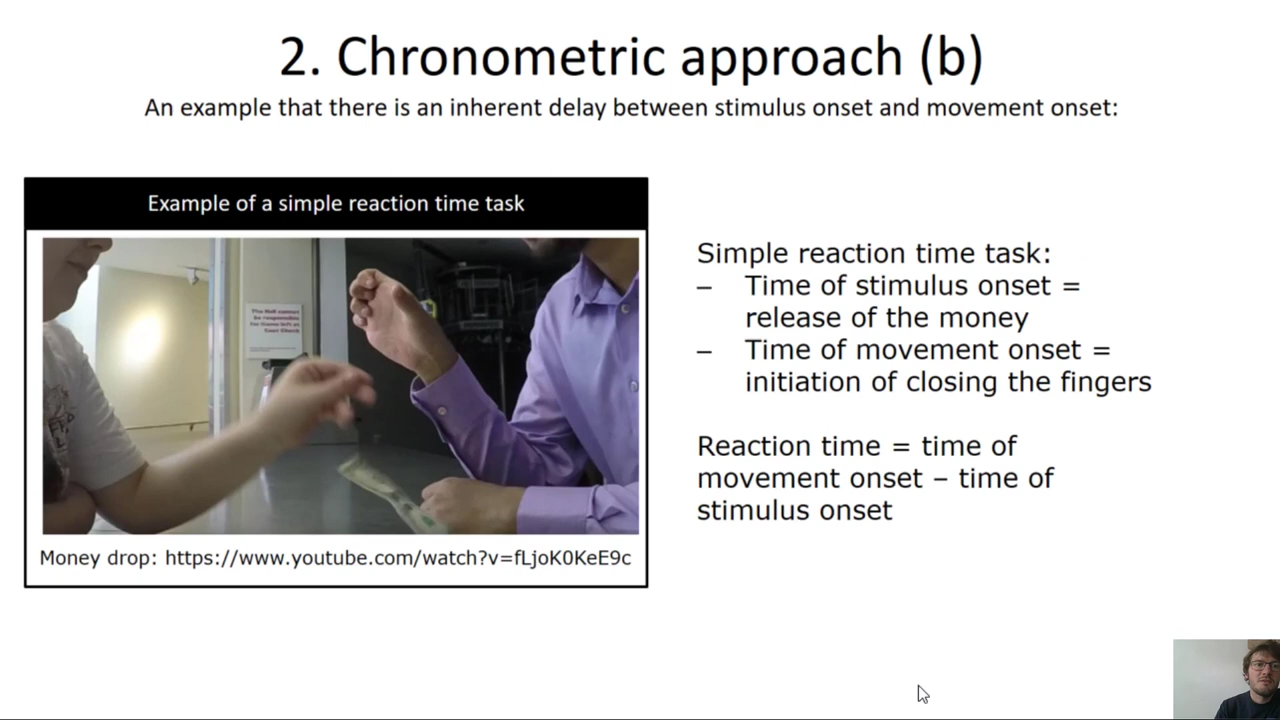 2. Chronometric approach (b)
An example that there is an inherent delay between stimulus onset and movement onset:
Example of a simple reaction time task
Money drop: https://www.youtube.com/watch?v=fLjoK0KeE9c
Simple reaction time task:
– Time of stimulus onset =
release of the money
– Time of movement onset =
initiation of closing the fingers
Reaction time = time of
movement onset – time of
stimulus onset